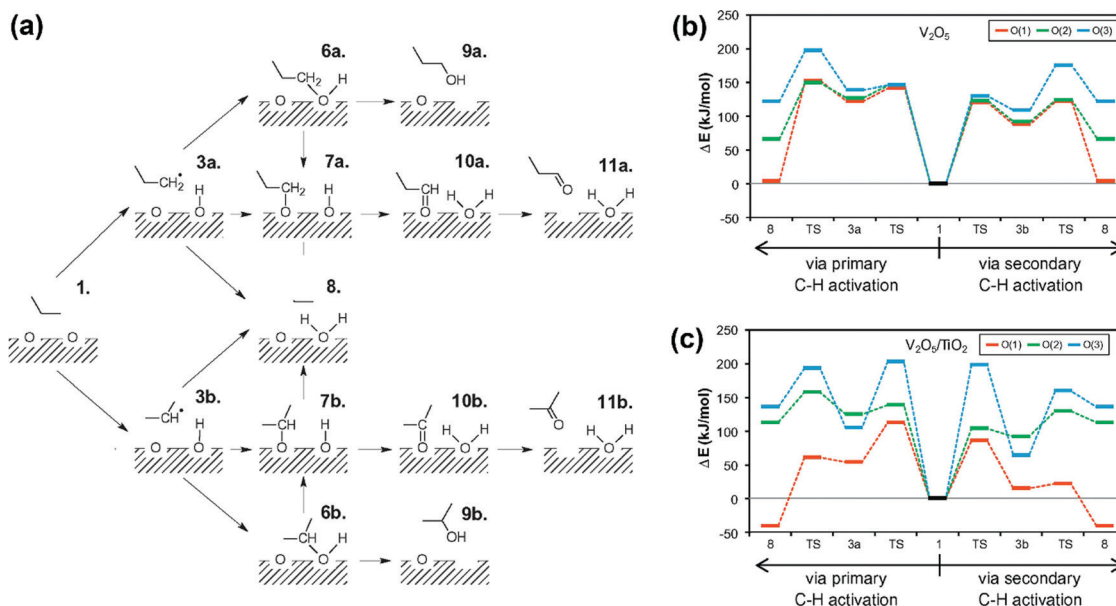 (a)
6a.
9a.
CH₂ H
OH
O O
O
3a.
7a.
10a.
11a.
CH₂•
H
CH₂ H
CH H H
O
H H
O O
O O
O O
O
1.
8.
H H
O O
O O
3b.
7b.
10b.
11b.
CH•
H
CH H
C H H
O
H H
O O
O O
O O
O
6b.
9b.
CH H
OH
O O
O
(b)
V₂O₅
O(1) O(2) O(3)
ΔE (kJ/mol)
250
200
150
100
50
0
-50
8 TS 3a TS 1 TS 3b TS 8
via primary
C-H activation
via secondary
C-H activation
(c)
V₂O₅/TiO₂
O(1) O(2) O(3)
ΔE (kJ/mol)
250
200
150
100
50
0
-50
8 TS 3a TS 1 TS 3b TS 8
via primary
C-H activation
via secondary
C-H activation